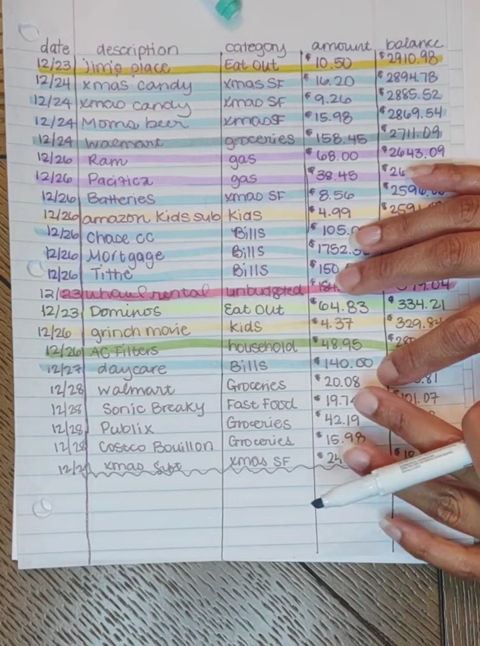 date description category amount balance
12/23 Jim's place Eat Out $10.50 $2910.98
12/24 xmas candy xmas SF $16.20 $2894.78
12/24 xmas candy xmas SF $9.26 $2885.52
12/24 Moms beer xmas SF $15.98 $2869.54
12/24 walmart groceries $158.45 $2711.09
12/26 Ram gas $68.00 $2643.09
12/26 Pacifica gas $38.45
12/26 Batteries xmas SF $8.56
12/26 amazon Kids sub Kids $4.99
12/26 Chase CC Bills $105.
12/26 Mortgage Bills $1752.
12/26 Tithe Bills $150
12/23 uhaul rental unbudgeted
12/23 Dominos Eat Out $64.83 $334.21
12/26 grinch movie Kids $4.37
12/26 AC Filters household $48.95
12/27 daycare Bills $140.00
12/28 walmart Groceries $20.08
12/28 Sonic Breaky Fast Food $19.7
12/28 Publix Groceries $42.19
12/28 Costco Bouillon Groceries $15.98
xmas xmas SF